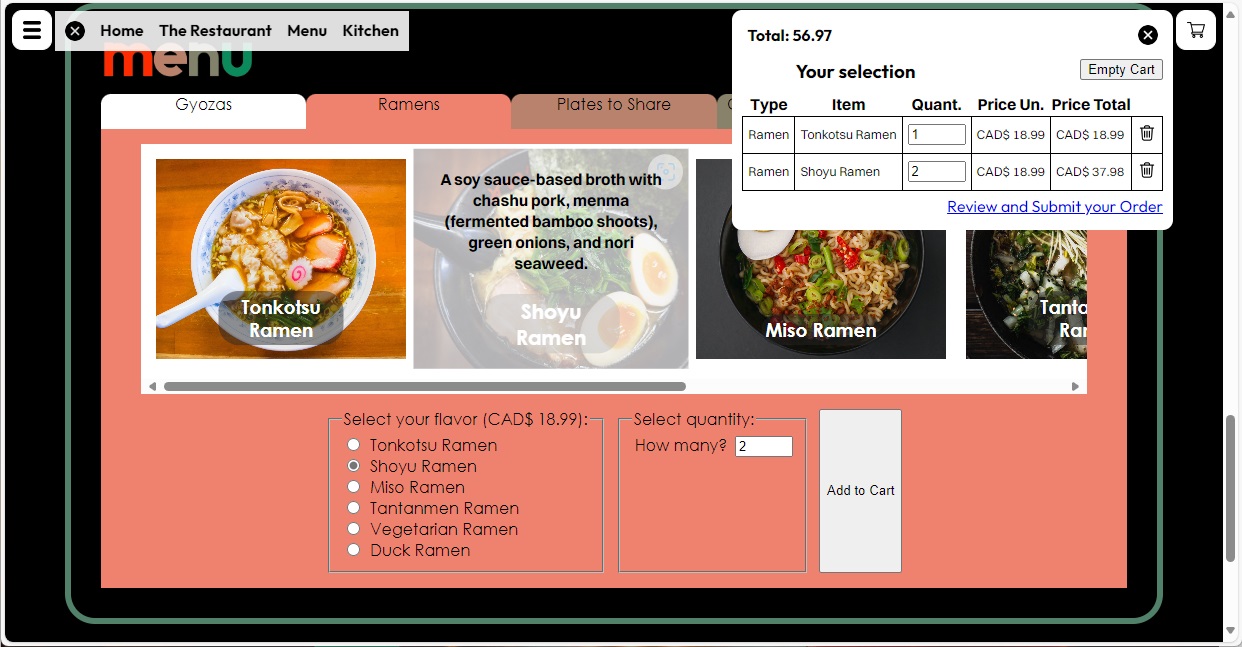 Home The Restaurant Menu Kitchen
menu
Total: 56.97
Your selection
Empty Cart
Type Item Quant. Price Un. Price Total
Ramen Tonkotsu Ramen 1 CAD$ 18.99 CAD$ 18.99
Ramen Shoyu Ramen 2 CAD$ 18.99 CAD$ 37.98
Review and Submit your Order
Gyozas Ramens Plates to Share
A soy sauce-based broth with
chashu pork, menma
(fermented bamboo shoots),
green onions, and nori
seaweed.
Tonkotsu
Ramen
Shoyu
Ramen
Miso Ramen
Select your flavor (CAD$ 18.99):
Tonkotsu Ramen
Shoyu Ramen
Miso Ramen
Tantanmen Ramen
Vegetarian Ramen
Duck Ramen
Select quantity:
How many? 2
Add to Cart